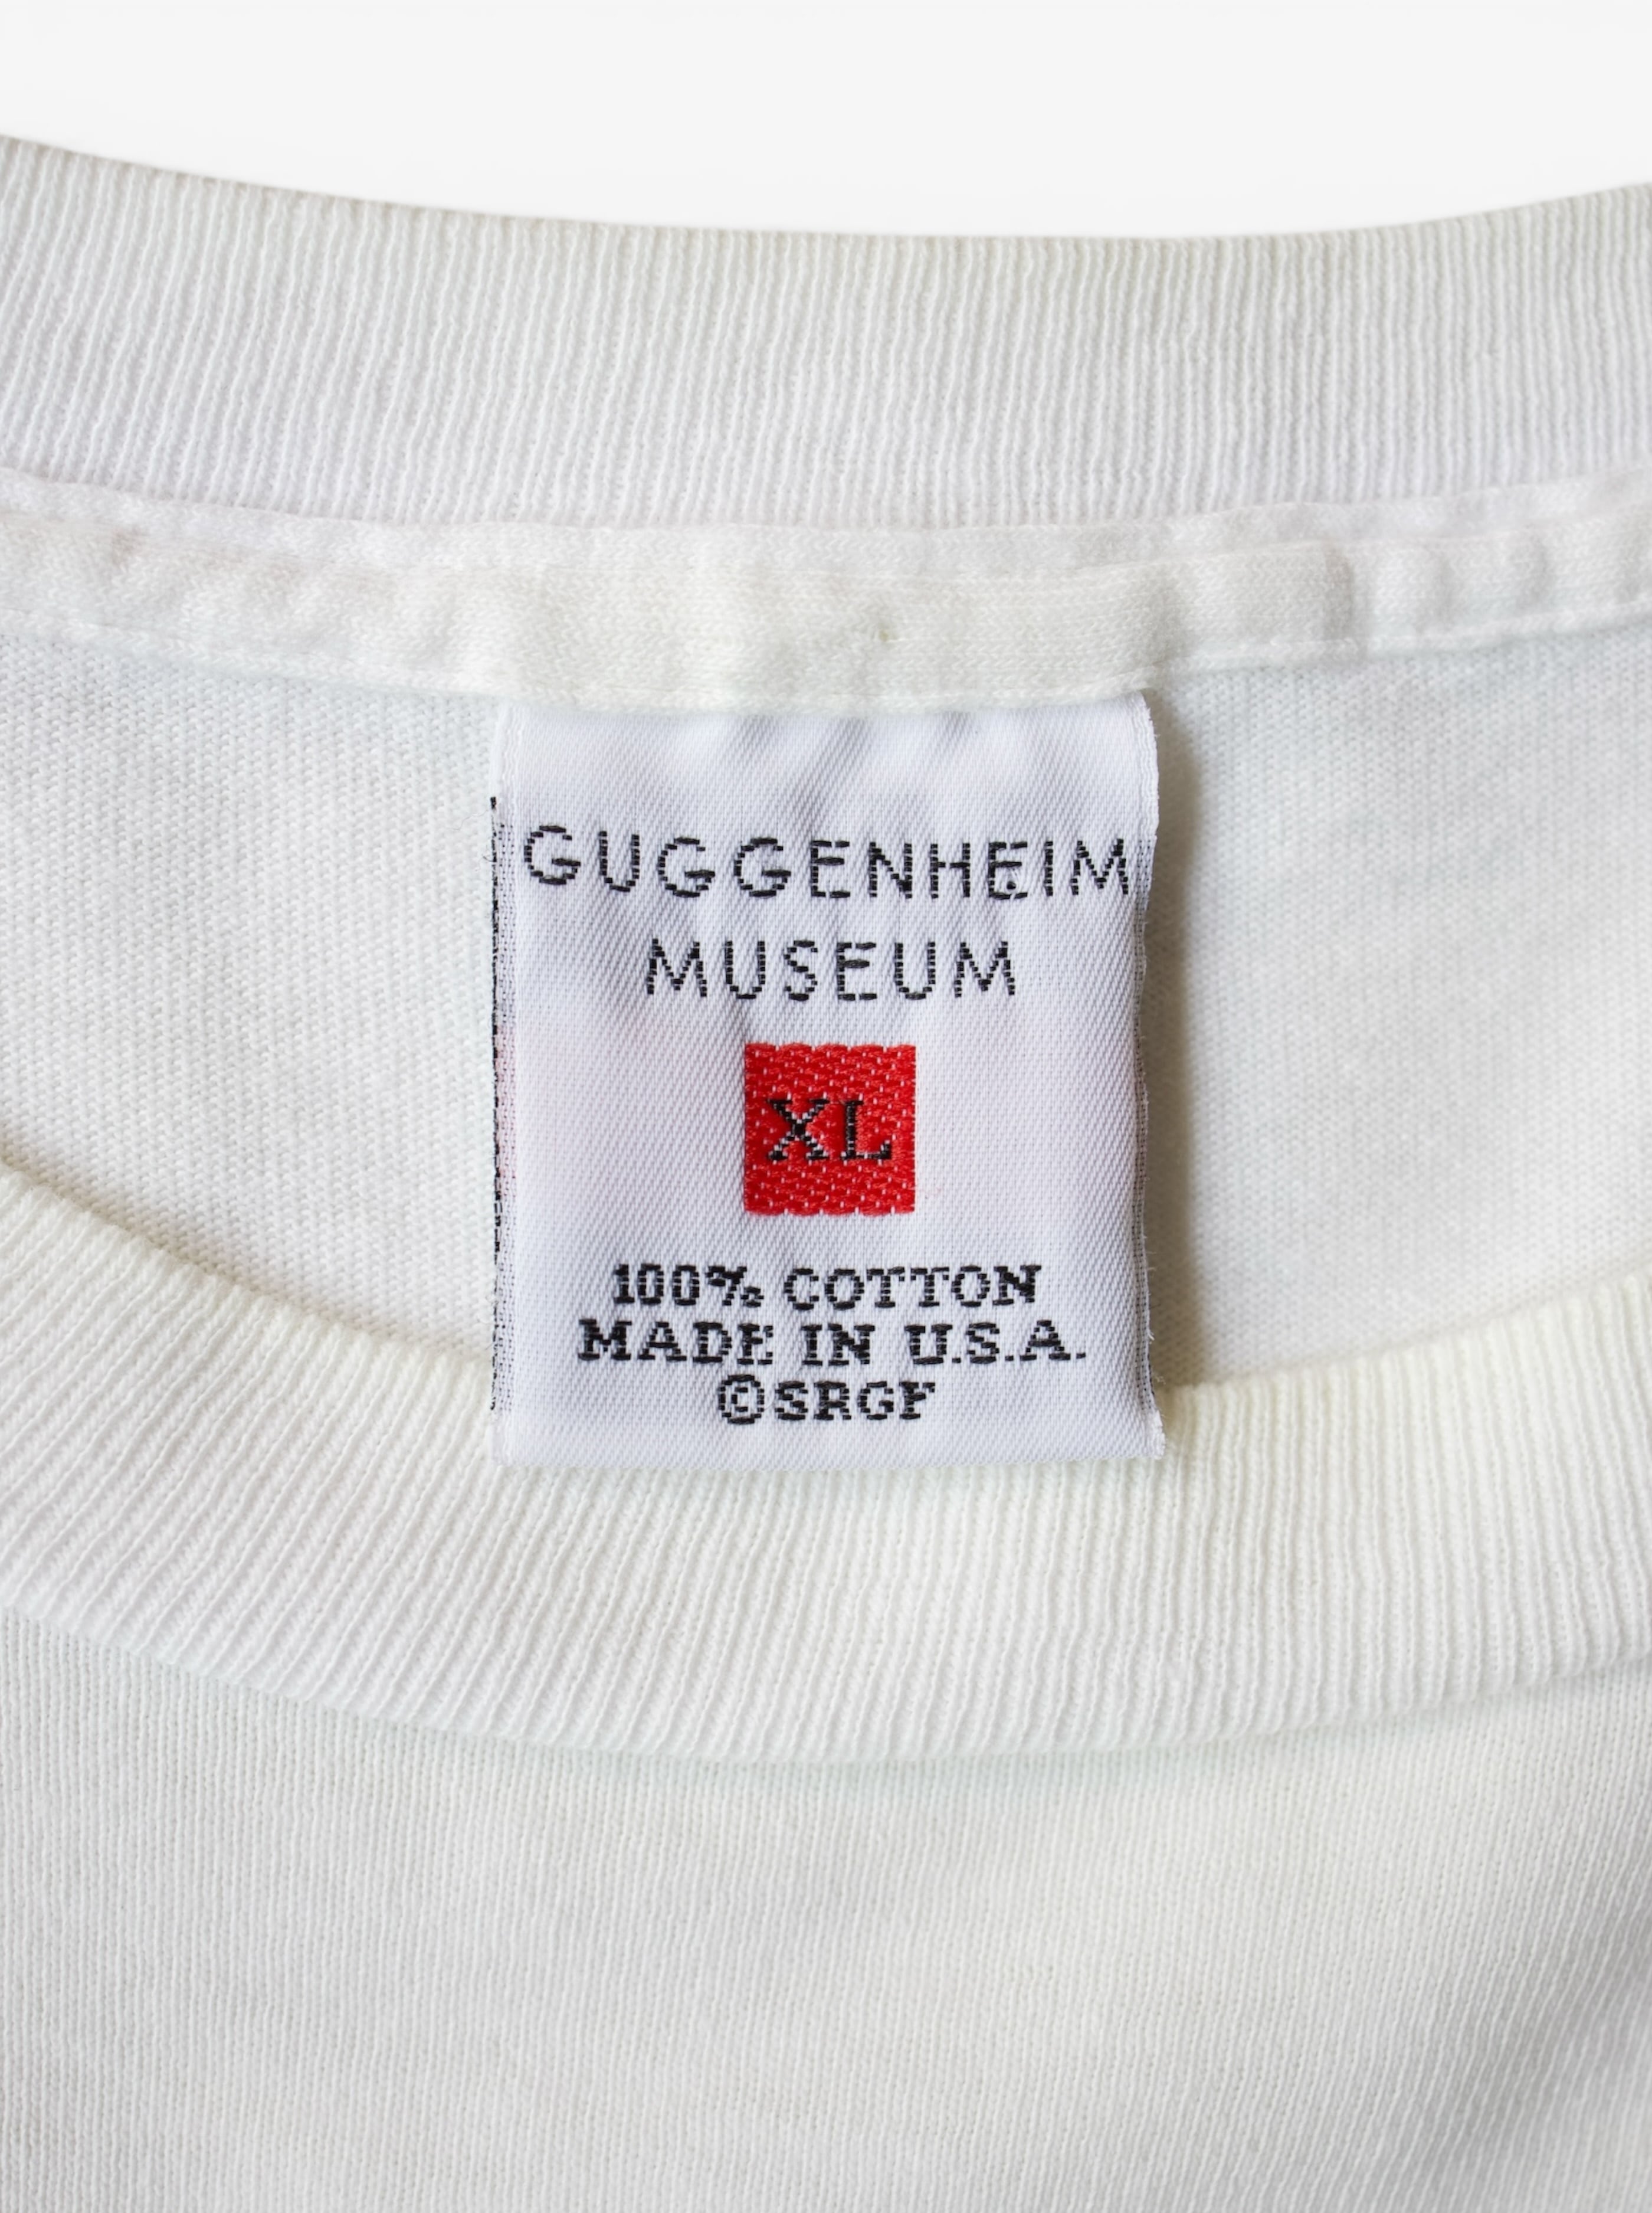 GUGGENHEIM
MUSEUM
XL
100% COTTON
MADE IN U.S.A.
©SRGF